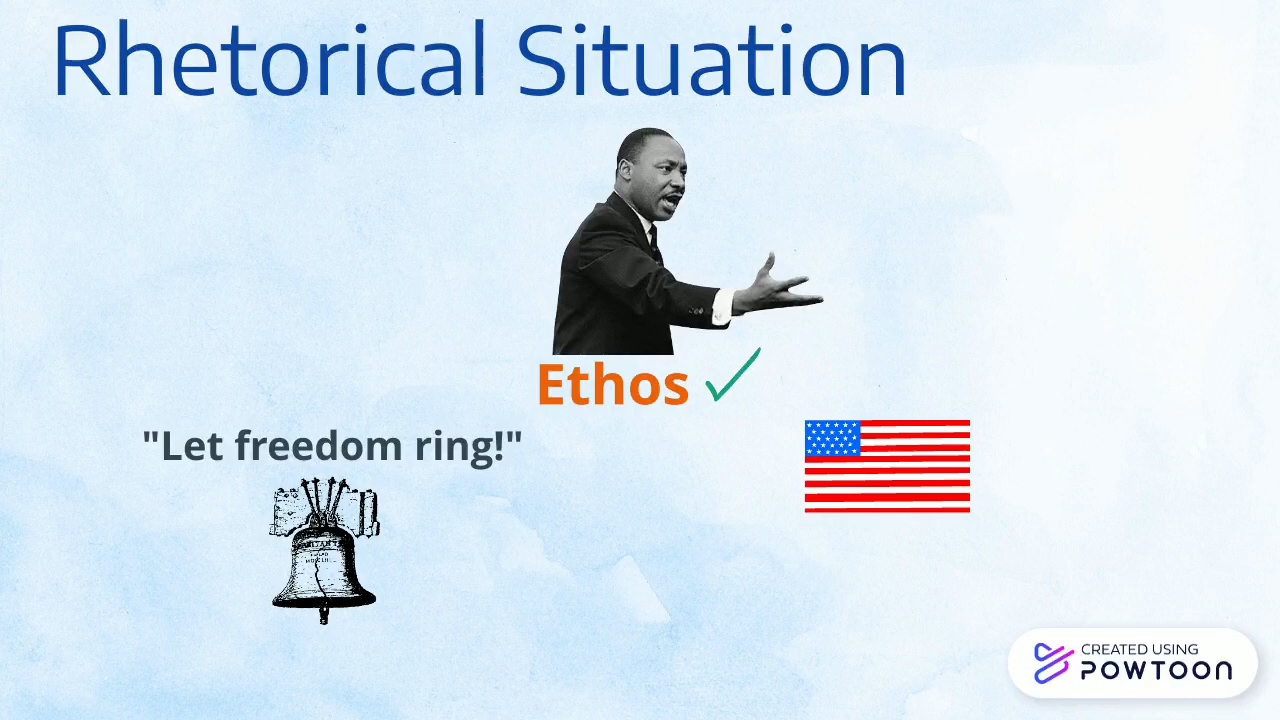 Rhetorical Situation
Ethos
"Let freedom ring!"
CREATED USING
POWTOON